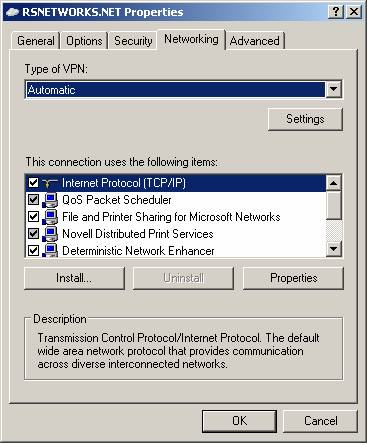 RSNETWORKS.NET Properties
General Options Security Networking Advanced
Type of VPN:
Automatic
Settings
This connection uses the following items:
Internet Protocol (TCP/IP)
QoS Packet Scheduler
File and Printer Sharing for Microsoft Networks
Novell Distributed Print Services
Deterministic Network Enhancer
Install... Uninstall Properties
Description
Transmission Control Protocol/Internet Protocol. The default
wide area network protocol that provides communication
across diverse interconnected networks.
OK Cancel